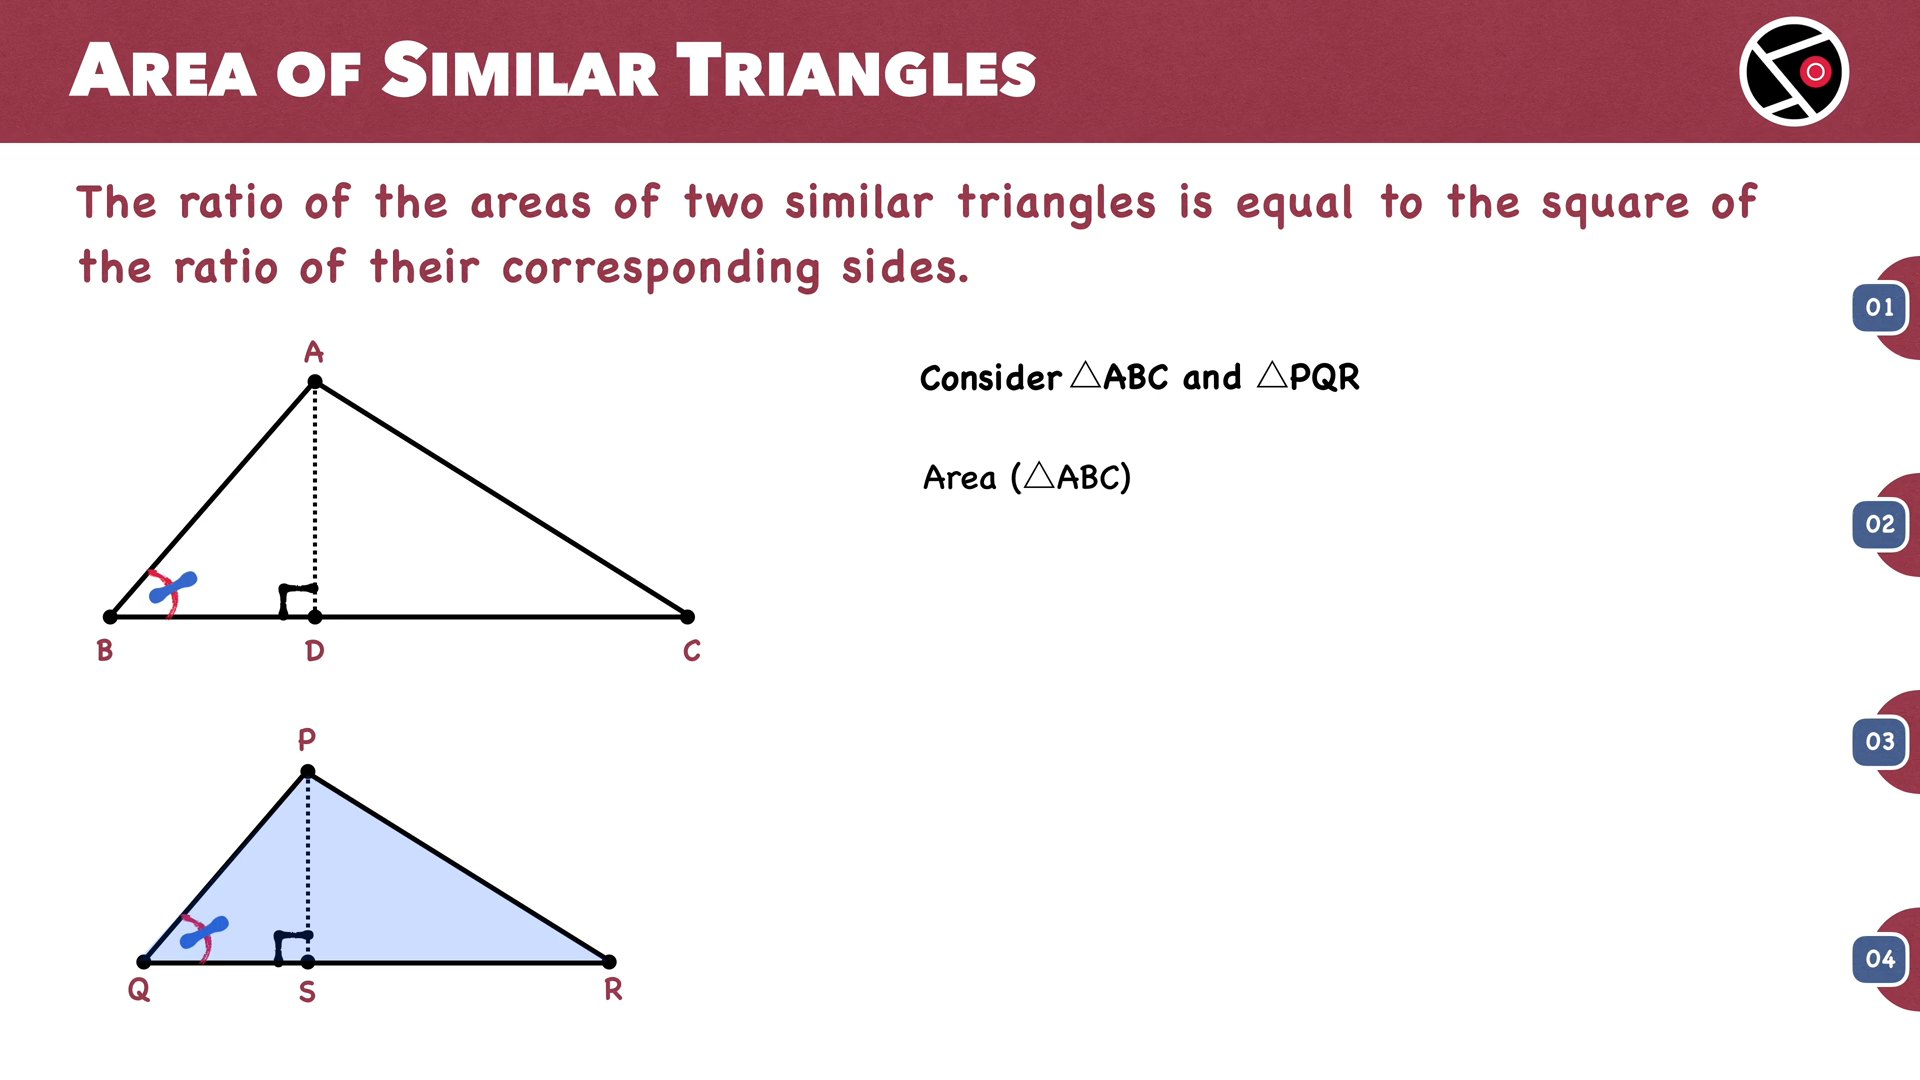 AREA OF SIMILAR TRIANGLES
The ratio of the areas of two similar triangles is equal to the square of
the ratio of their corresponding sides.
A
Consider △ABC and △PQR
Area (△ABC)
B
D
C
P
Q
S
R
01
02
03
04